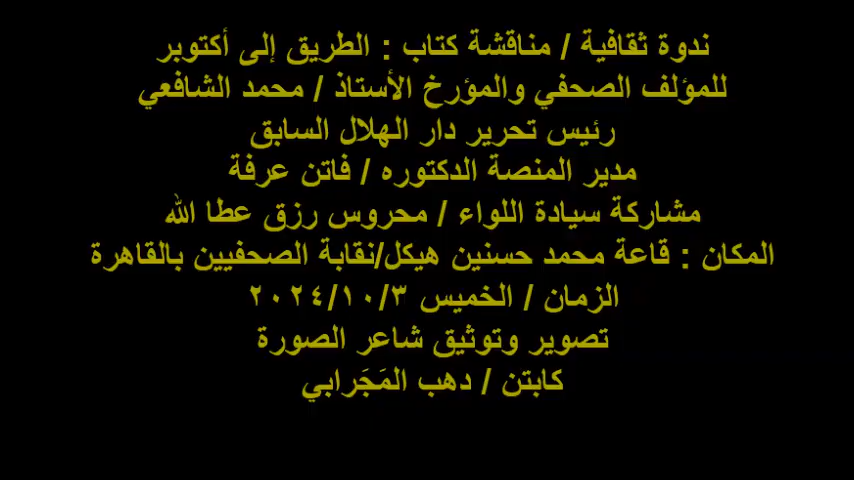 ندوة ثقافية / مناقشة كتاب : الطريق إلى أكتوبر
للمؤلف الصحفي والمؤرخ الأستاذ / محمد الشافعي
رئيس تحرير دار الهلال السابق
مدير المنصة الدكتوره / فاتن عرفة
مشاركة سيادة اللواء / محروس رزق عطا الله
المكان : قاعة محمد حسنين هيكل/نقابة الصحفيين بالقاهرة
الزمان / الخميس ٢٠٢٤/١٠/٣
تصوير وتوثيق شاعر الصورة
كابتن / دهب المَجَرابي